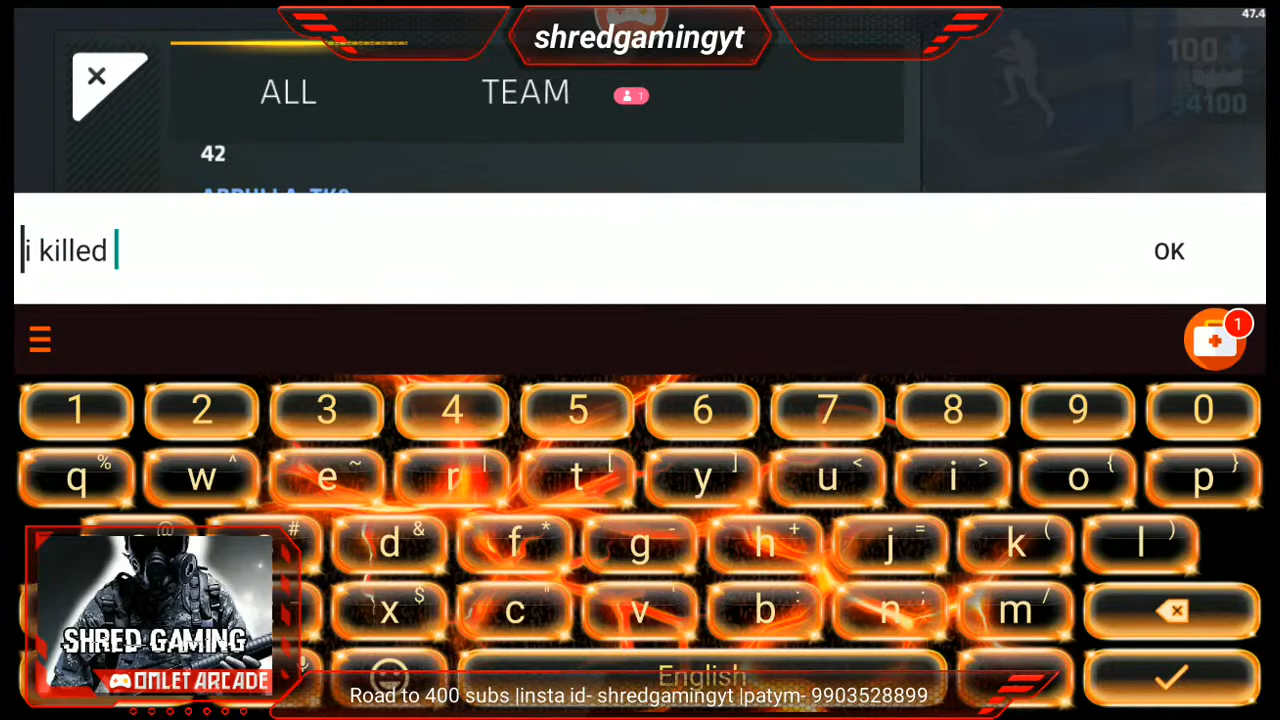 shredgamingyt
47.4
ALL TEAM 1
100
54100
42
i killed
OK
1
1 2 3 4 5 6 7 8 9 0
% ^ ~ | [ ] < > { }
q w e r t y u i o p
@ # & * - + = ( )
d f g h j k l
$ " : ; /
x c v b n m
SHRED GAMING
OMLET ARCADE
English
Road to 400 subs |insta id- shredgamingyt |patym- 9903528899